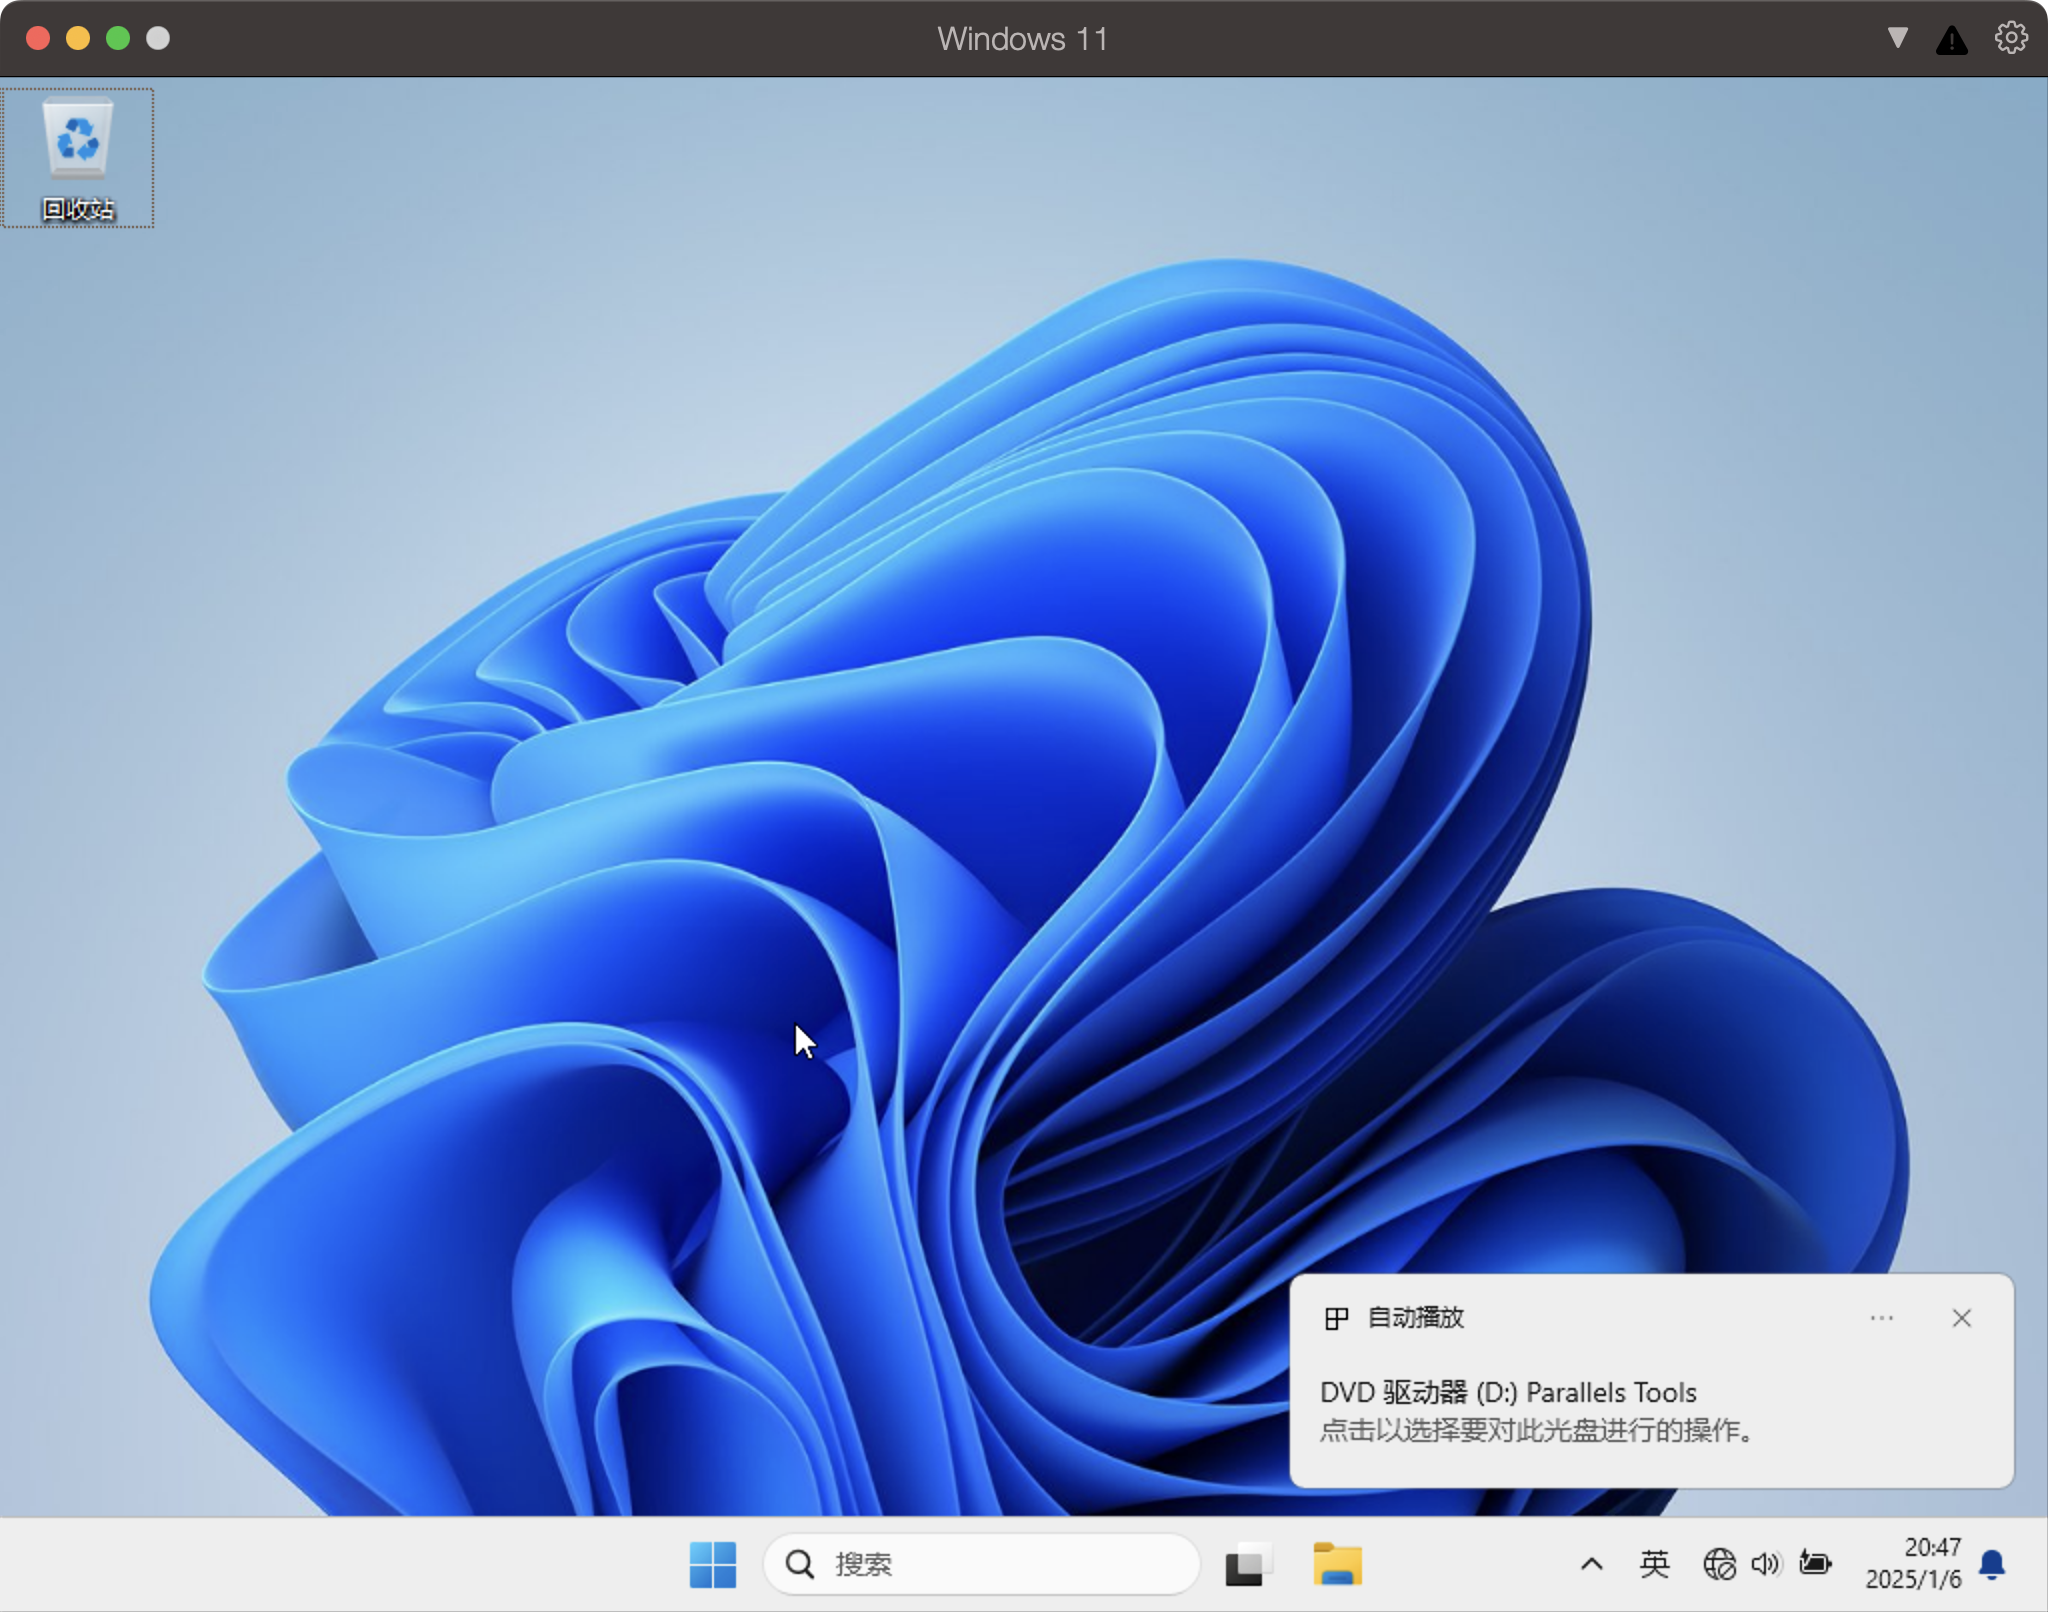 Windows 11
回收站
自动播放
DVD 驱动器 (D:) Parallels Tools
点击以选择要对此光盘进行的操作。
搜索
英
20:47
2025/1/6